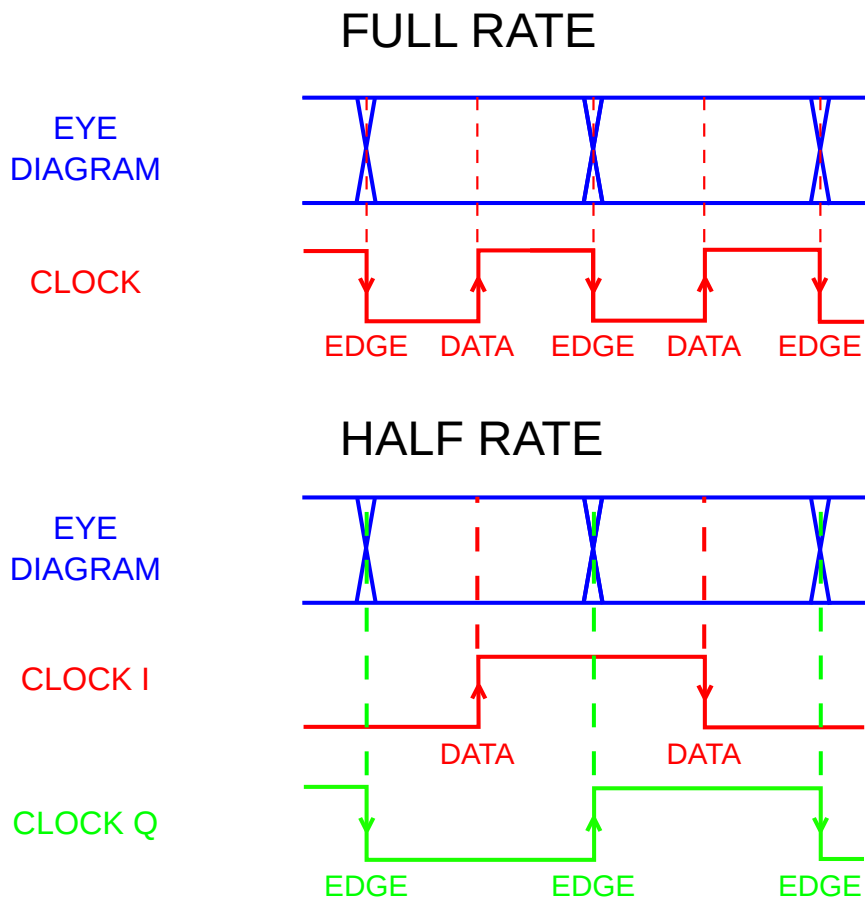 FULL RATE
EYE
DIAGRAM
CLOCK
EDGE DATA EDGE DATA EDGE
HALF RATE
EYE
DIAGRAM
CLOCK I
DATA DATA
CLOCK Q
EDGE EDGE EDGE